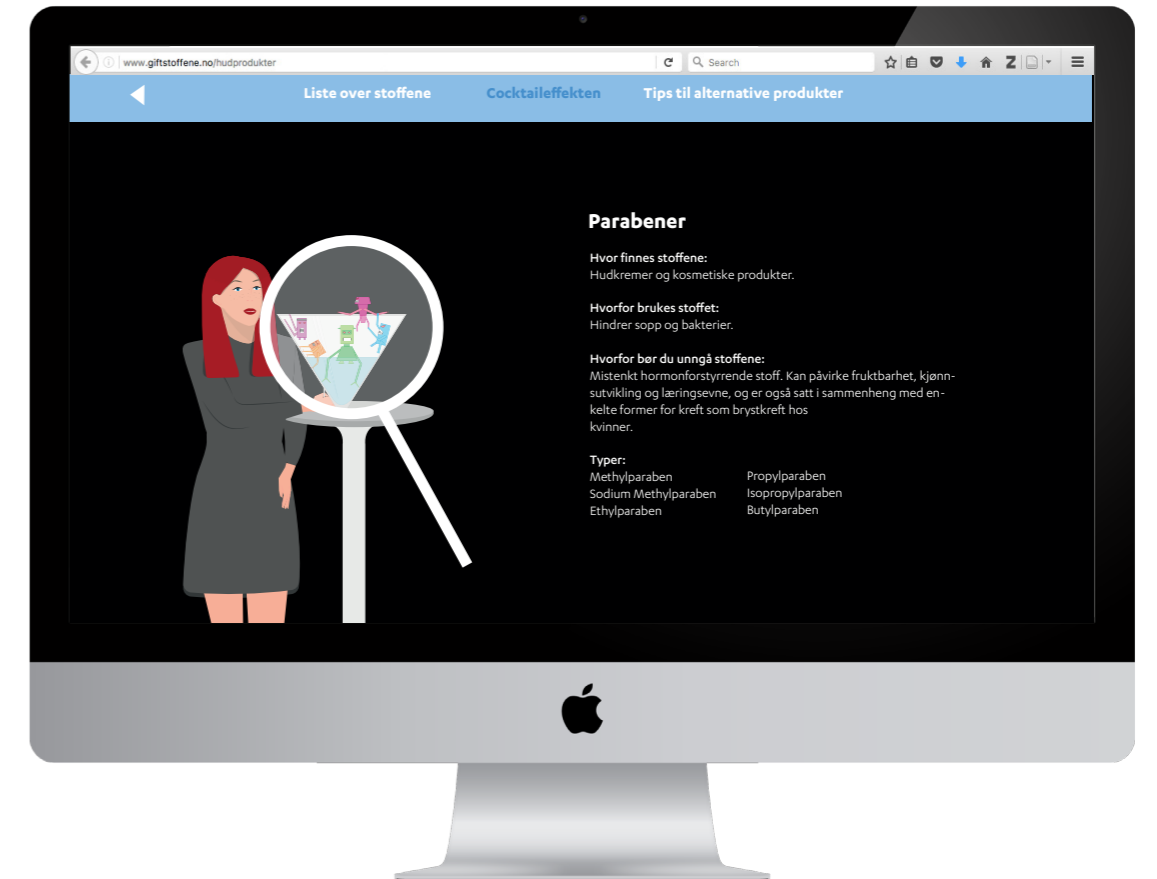 www.giftstoffene.no/hudprodukter
Search
Z
Liste over stoffene
Cocktaileffekten
Tips til alternative produkter
Parabener
Hvor finnes stoffene:
Hudkremer og kosmetiske produkter.
Hvorfor brukes stoffet:
Hindrer sopp og bakterier.
Hvorfor bør du unngå stoffene:
Mistenkt hormonforstyrrende stoff. Kan påvirke fruktbarhet, kjønn-
sutvikling og læringsevne, og er også satt i sammenheng med en-
kelte former for kreft som brystkreft hos
kvinner.
Typer:
Methylparaben
Sodium Methylparaben
Ethylparaben
Propylparaben
Isopropylparaben
Butylparaben